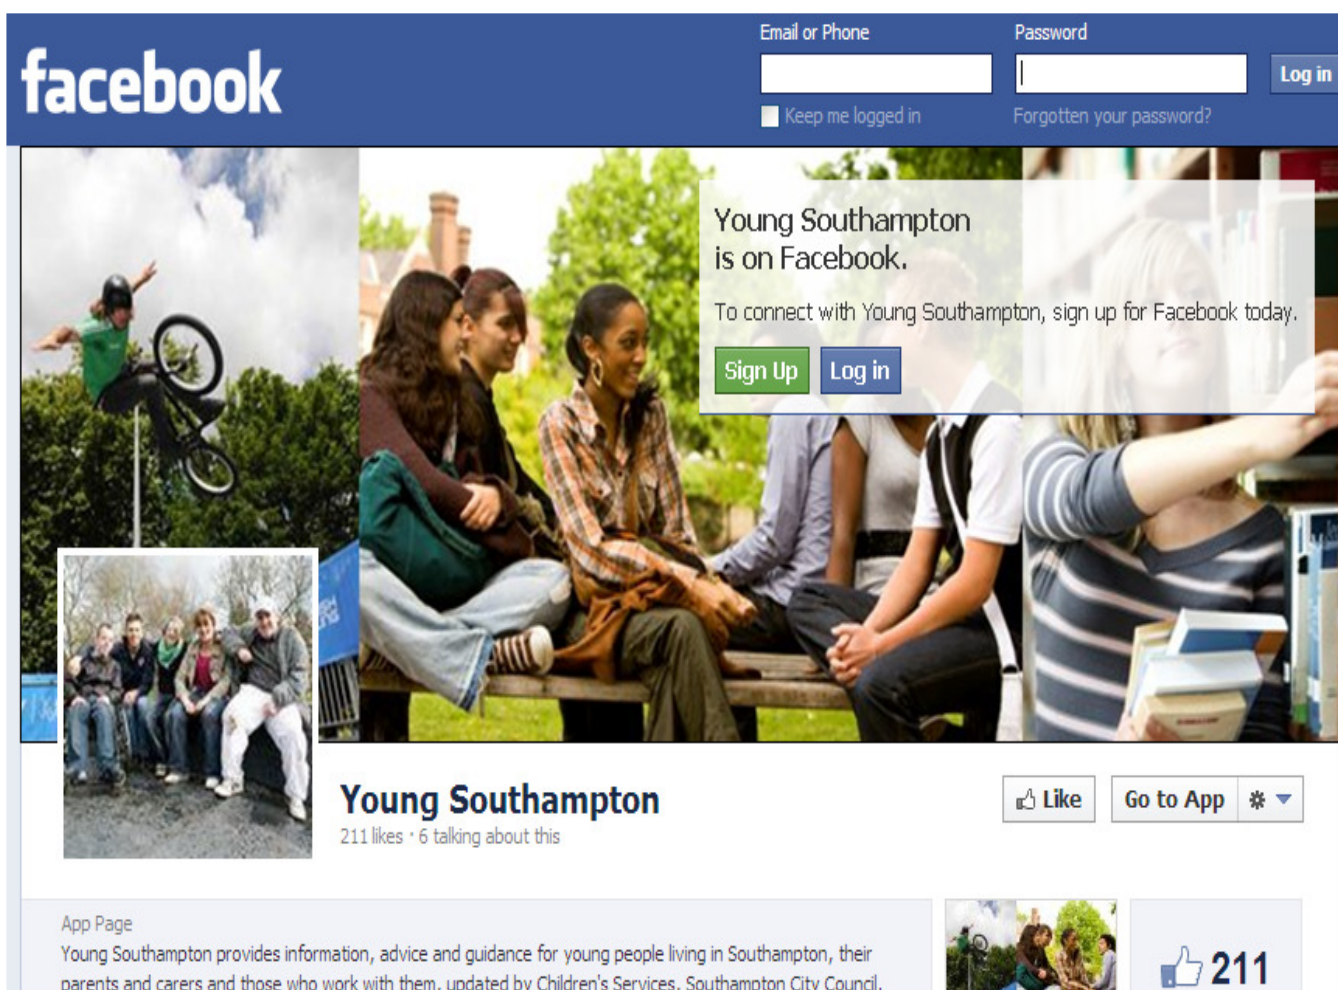 Email or Phone
Password
facebook
Log in
Keep me logged in
Forgotten your password?
Young Southampton
is on Facebook.
To connect with Young Southampton, sign up for Facebook today.
Sign Up
Log in
Young Southampton
211 likes · 6 talking about this
Like
Go to App
App Page
Young Southampton provides information, advice and guidance for young people living in Southampton, their
parents and carers and those who work with them, updated by Children's Services, Southampton City Council.
211